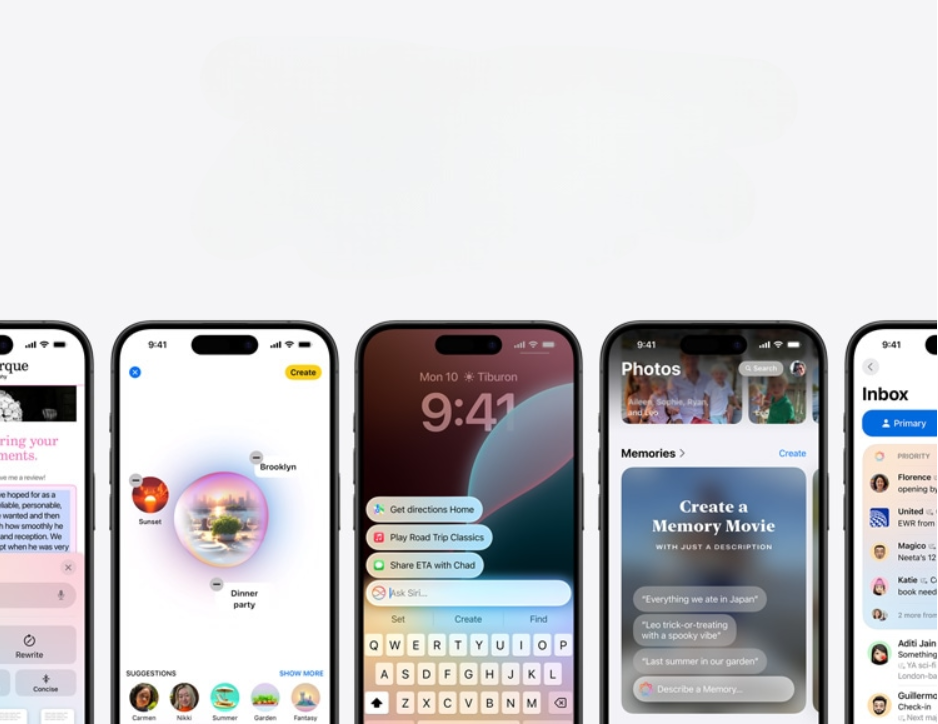 rque
phy
ring your
ments.
ve me a review!
e hoped for as a
liable, personable,
wanted and then
h how smoothly he
and reception. We
pt when he was very
Rewrite
Concise
9:41
Create
Brooklyn
Sunset
Dinner
party
SUGGESTIONS
SHOW MORE
Carmen
Nikki
Summer
Garden
Fantasy
Mon 10 Tiburon
9:41
Get directions Home
Play Road Trip Classics
Share ETA with Chad
Ask Siri...
Set Create Find
Q W E R T Y U I O P
A S D F G H J K L
Z X C V B N M
9:41
Photos
Search
Aileen, Sophie, Ryan,
and Leo
Memories
Create
Create a
Memory Movie
WITH JUST A DESCRIPTION
"Everything we ate in Japan"
"Leo trick-or-treating
with a spooky vibe"
"Last summer in our garden"
Describe a Memory...
9:41
Inbox
Primary
PRIORITY
Florence
opening by
United
EWR from
Magico
Neeta's 12
Katie
book need
2 more from
Aditi Jain
Something
YA sci-fi
London-ba
Guillermo
Check-in
Next ma